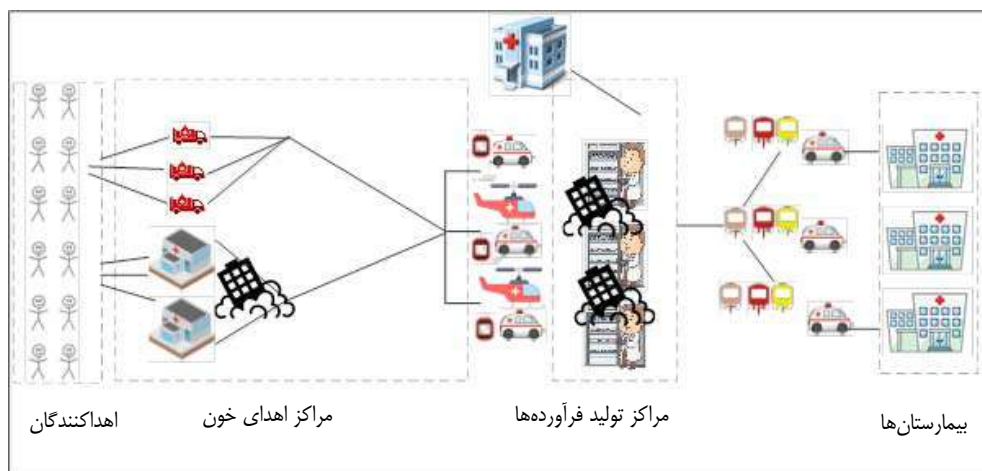 بیمارستان‌ها
مراکز تولید فرآورده‌ها
مراکز اهدای خون
اهداکنندگان